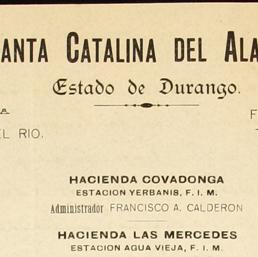 ANTA CATALINA DEL ALA
Estado de Durango.
EL RIO.
HACIENDA COVADONGA
ESTACION YERBANIS, F. I. M.
Administrador FRANCISCO A. CALDERON
HACIENDA LAS MERCEDES
ESTACION AGUA VIEJA, F. I. M.